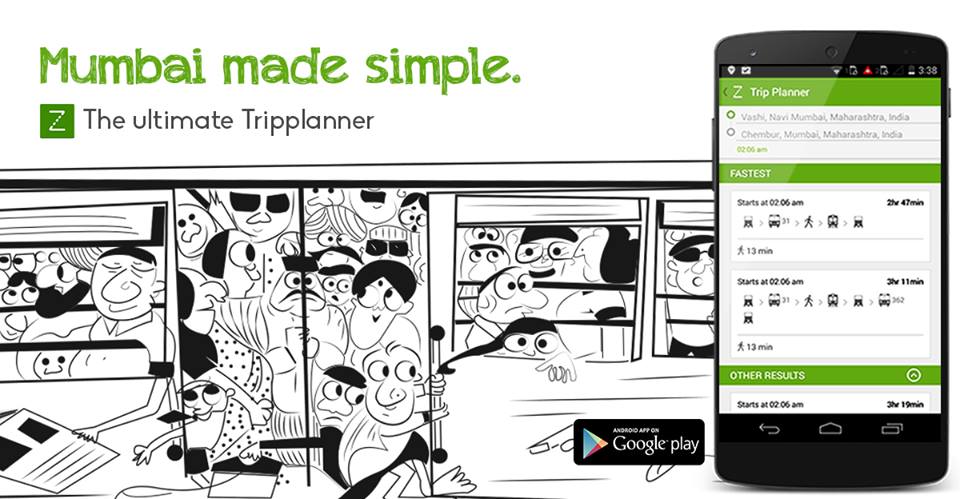 Mumbai made simple.
Z The ultimate Tripplanner
3:38
Z Trip Planner
Vashi, Navi Mumbai, Maharashtra, India
Chembur, Mumbai, Maharashtra, India
02:06 am
FASTEST
Starts at 02:06 am 2hr 47min
31
13 min
Starts at 02:06 am 3hr 11min
31 362
13 min
OTHER RESULTS
Starts at 02:06 am 3hr 19min
ANDROID APP ON
Google play